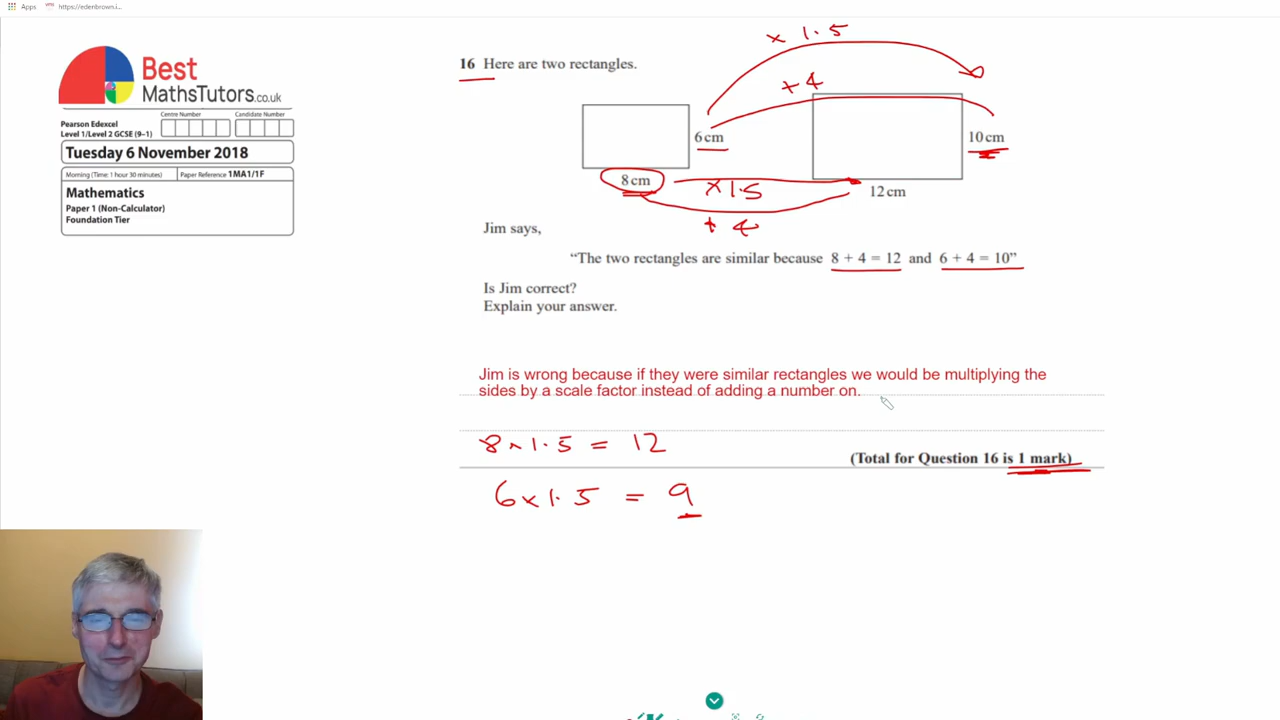 Apps https://edenbrown.i...
Best
MathsTutors.co.uk
Centre Number Candidate Number
Pearson Edexcel
Level 1/Level 2 GCSE (9–1)
Tuesday 6 November 2018
Morning (Time: 1 hour 30 minutes) Paper Reference 1MA1/1F
Mathematics
Paper 1 (Non-Calculator)
Foundation Tier
16 Here are two rectangles.
× 1.5
+ 4
6 cm
10 cm
8 cm
× 1.5
12 cm
+ 4
Jim says,
“The two rectangles are similar because 8 + 4 = 12 and 6 + 4 = 10”
Is Jim correct?
Explain your answer.
Jim is wrong because if they were similar rectangles we would be multiplying the
sides by a scale factor instead of adding a number on.
8 × 1.5 = 12
(Total for Question 16 is 1 mark)
6 × 1.5 = 9